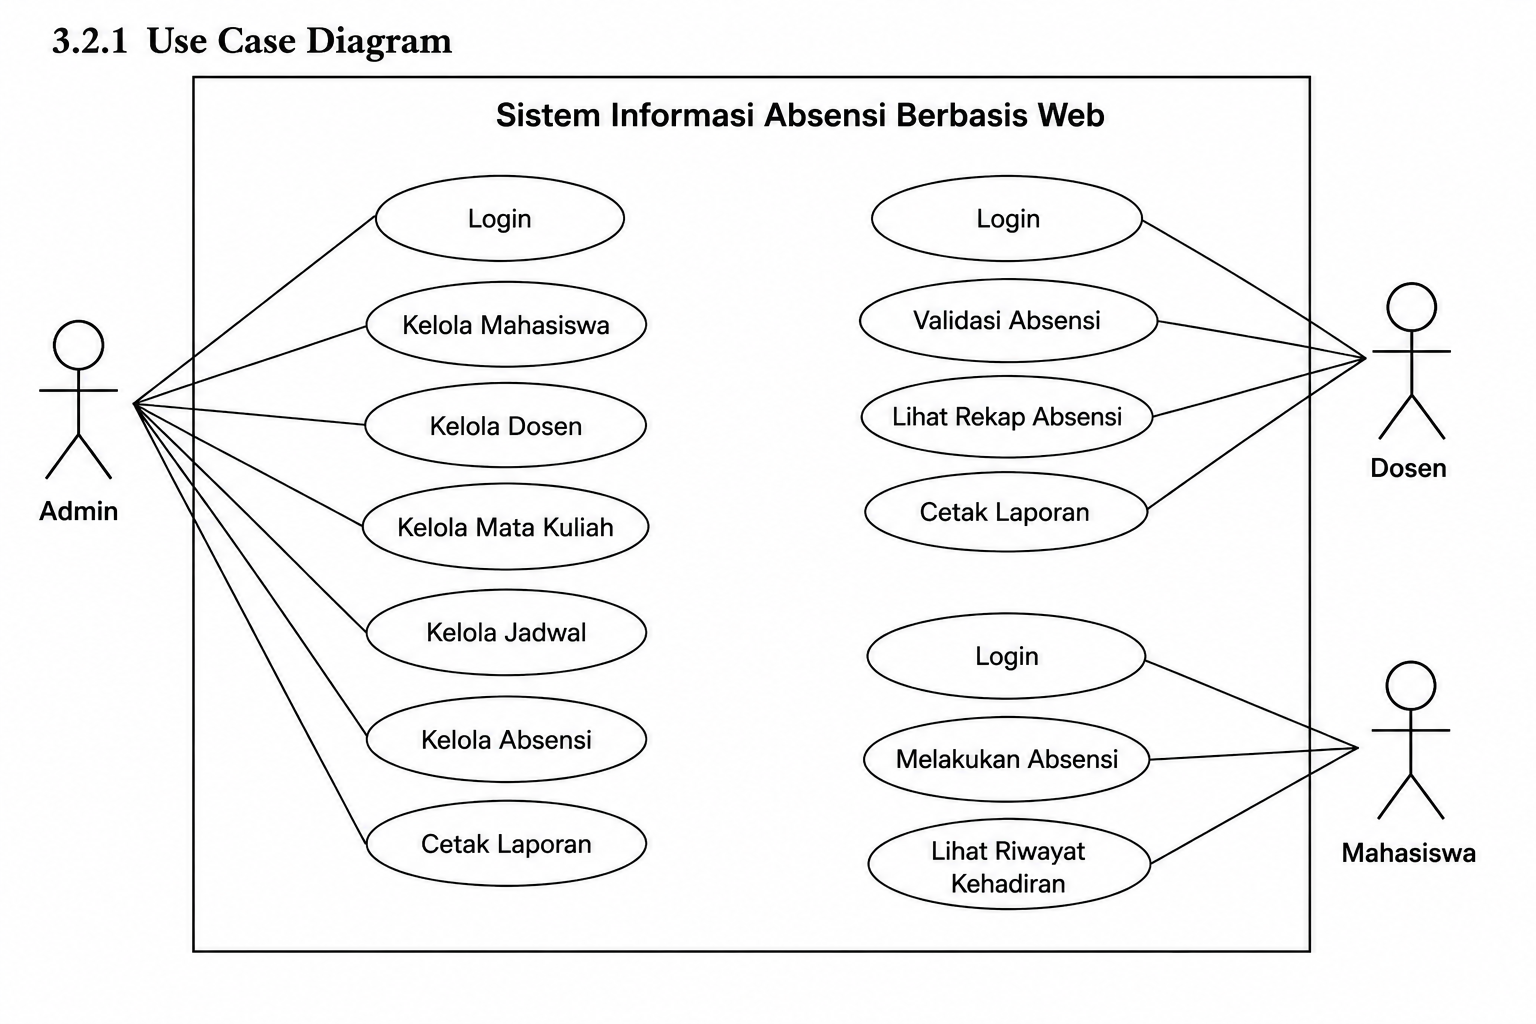 3.2.1 Use Case Diagram
Sistem Informasi Absensi Berbasis Web
Login
Kelola Mahasiswa
Kelola Dosen
Kelola Mata Kuliah
Kelola Jadwal
Kelola Absensi
Cetak Laporan
Admin
Login
Validasi Absensi
Lihat Rekap Absensi
Cetak Laporan
Dosen
Login
Melakukan Absensi
Lihat Riwayat
Kehadiran
Mahasiswa